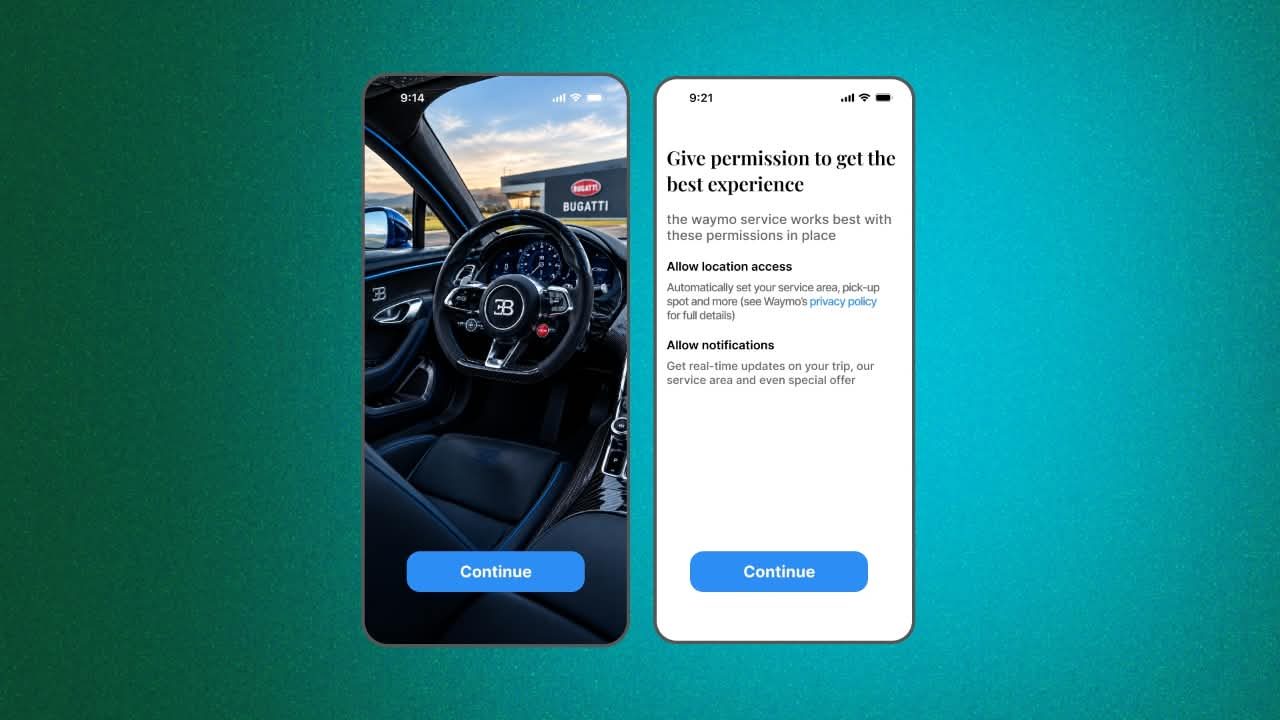 9:14
BUGATTI
BUGATTI
EB
Continue
9:21
Give permission to get the
best experience
the waymo service works best with
these permissions in place
Allow location access
Automatically set your service area, pick-up
spot and more (see Waymo's privacy policy
for full details)
Allow notifications
Get real-time updates on your trip, our
service area and even special offer
Continue